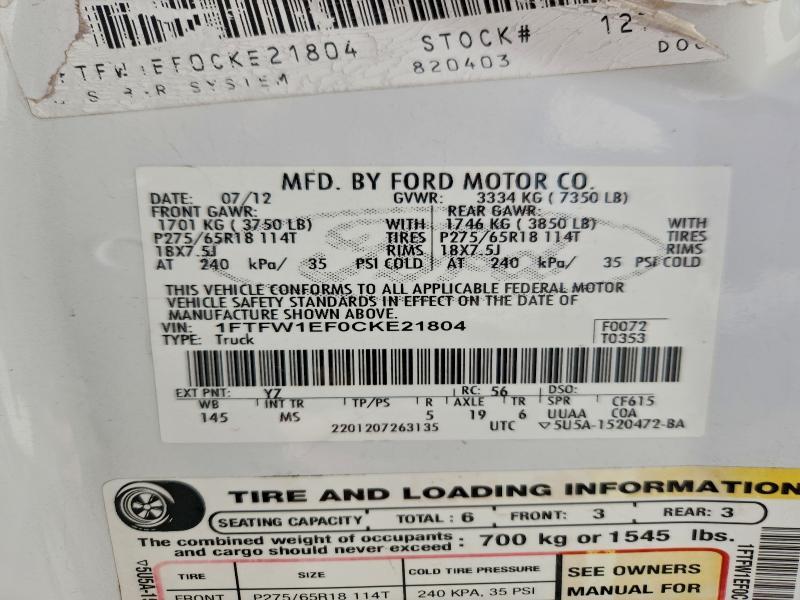 TFW1EF0CKE21804 STOCK# 12
820403 DO
S R SYSTEM
MFD. BY FORD MOTOR CO.
DATE: 07/12 GVWR: 3334 KG ( 7350 LB)
FRONT GAWR: REAR GAWR:
1701 KG ( 3750 LB) WITH 1746 KG ( 3850 LB) WITH
P275/65R18 114T TIRES P275/65R18 114T TIRES
18X7.5J RIMS 18X7.5J RIMS
AT 240 kPa/ 35 PSI COLD AT 240 kPa/ 35 PSI COLD
THIS VEHICLE CONFORMS TO ALL APPLICABLE FEDERAL MOTOR
VEHICLE SAFETY STANDARDS IN EFFECT ON THE DATE OF
MANUFACTURE SHOWN ABOVE.
VIN: 1FTFW1EF0CKE21804 F0072
TYPE: Truck T0353
EXT PNT: YZ RC: 56 DSO:
WB INT TR TP/PS R AXLE TR SPR CF615
145 MS 5 19 6 UUAA COA
2201207263135 UTC ▽5U5A-1520472-BA
TIRE AND LOADING INFORMATION
SEATING CAPACITY TOTAL : 6 FRONT: 3 REAR: 3
The combined weight of occupants
and cargo should never exceed : 700 kg or 1545 lbs.
TIRE SIZE COLD TIRE PRESSURE SEE OWNERS
FRONT P275/65R18 114T 240 KPA, 35 PSI MANUAL FOR
▽5U5A-15
1FTFW1EF0C